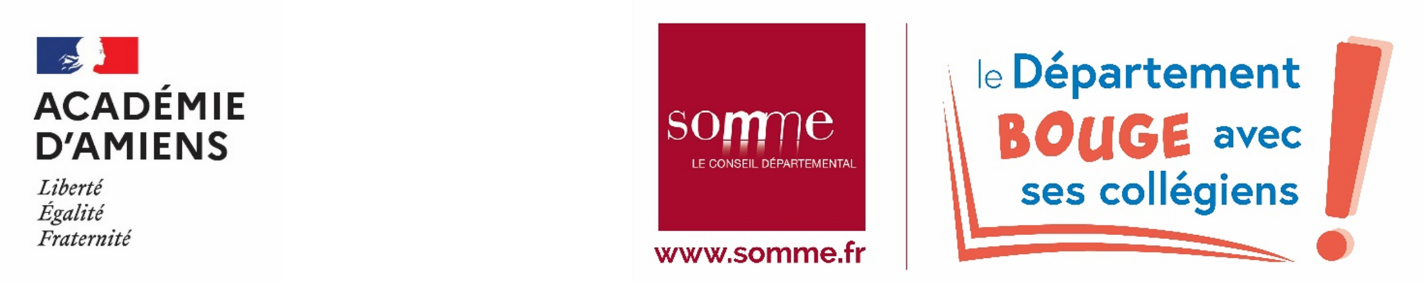 ACADÉMIE
D'AMIENS
Liberté
Égalité
Fraternité
somme
LE CONSEIL DÉPARTEMENTAL
www.somme.fr
le Département
BOUGE avec
ses collégiens !